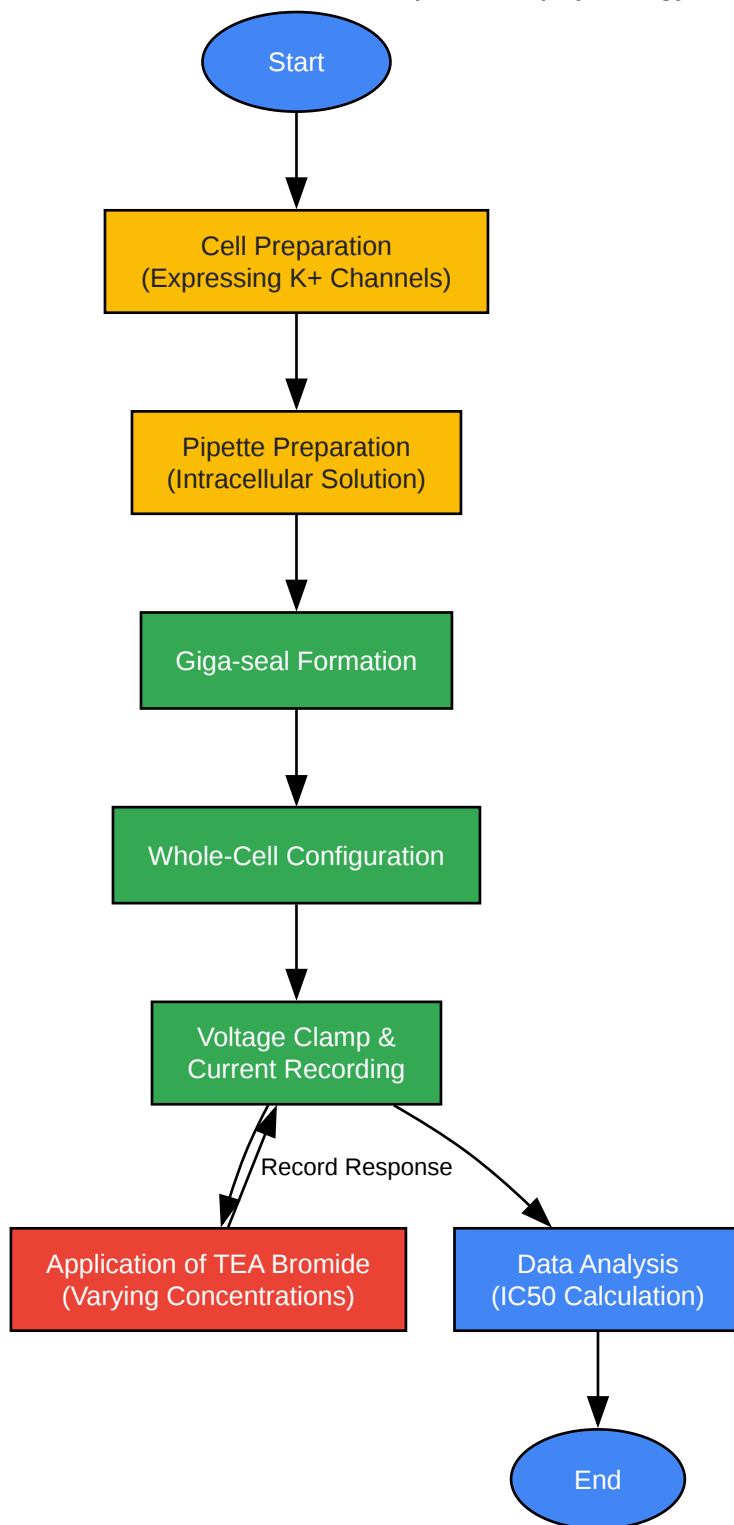 Start
Cell Preparation
(Expressing K+ Channels)
Pipette Preparation
(Intracellular Solution)
Giga-seal Formation
Whole-Cell Configuration
Voltage Clamp &
Current Recording
Record Response
Application of TEA Bromide
(Varying Concentrations)
Data Analysis
(IC50 Calculation)
End